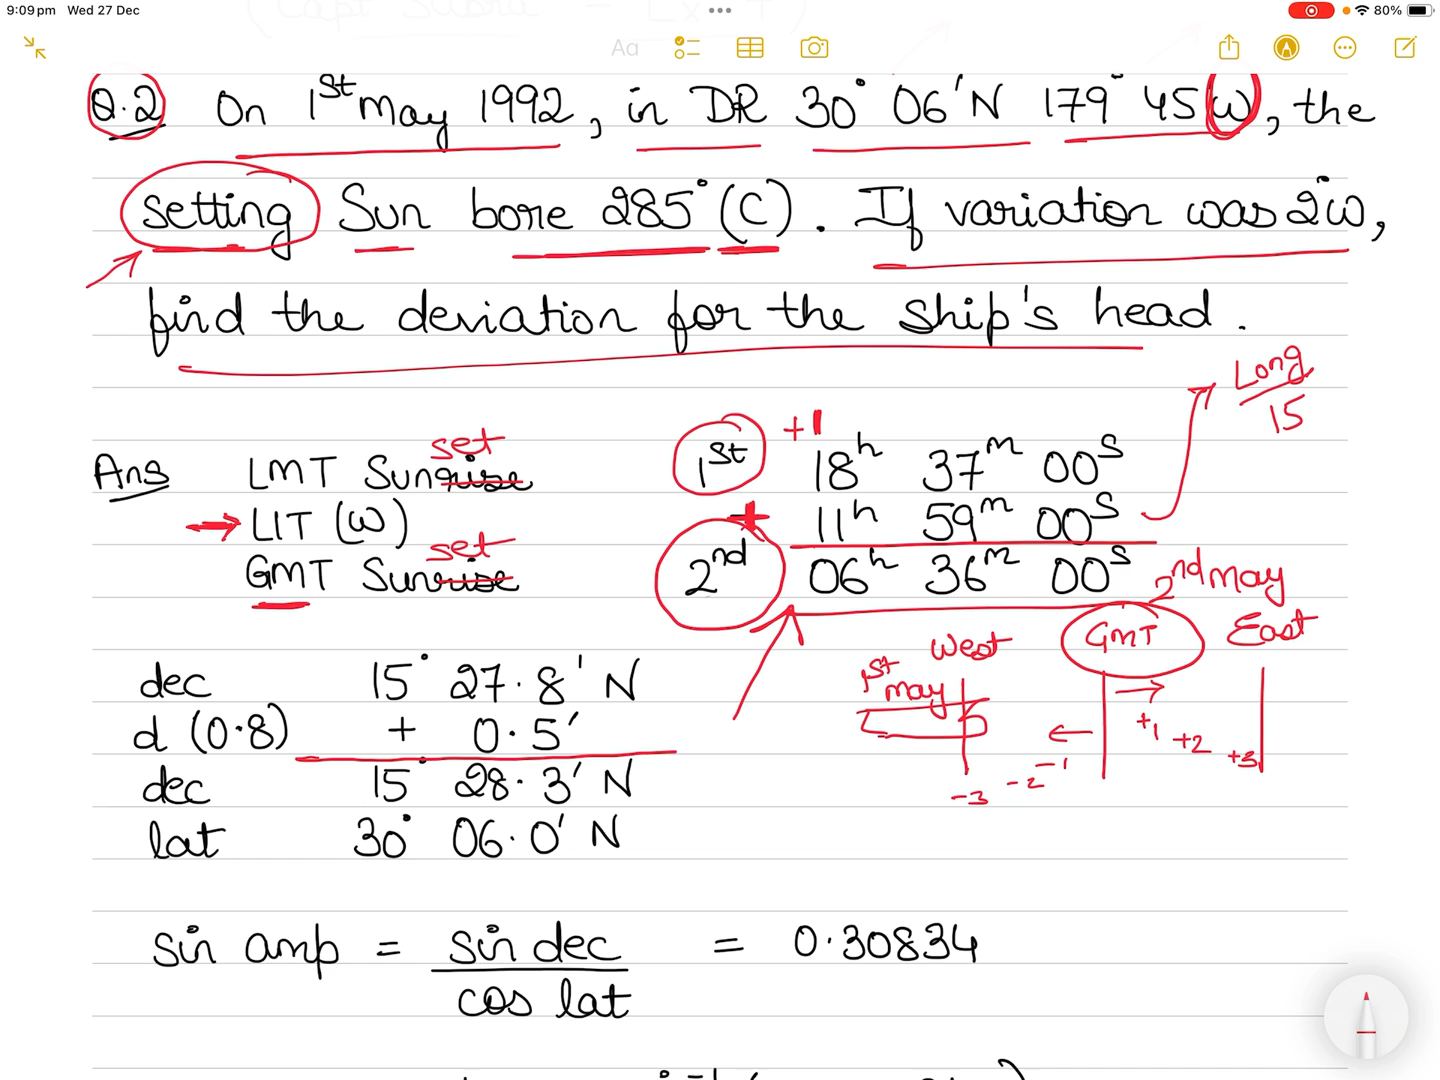 9:09 pm Wed 27 Dec
80%
Aa
Q.2 On 1st May 1992, in DR 30° 06'N 179° 45 W, the
setting Sun bore 285° (C). If variation was 2°W,
find the deviation for the ship's head.
Long
15
Ans LMT Sunrise set 1st +1 18h 37m 00s
LIT (W) + 11h 59m 00s
GMT Sunrise set 2nd 06h 36m 00s
2nd May
West GMT East
1st May
+1 +2 +3
-1 -2 -3
dec 15° 27.8' N
d (0.8) + 0.5'
dec 15° 28.3' N
lat 30° 06.0' N
sin amp = sin dec = 0.30834
cos lat